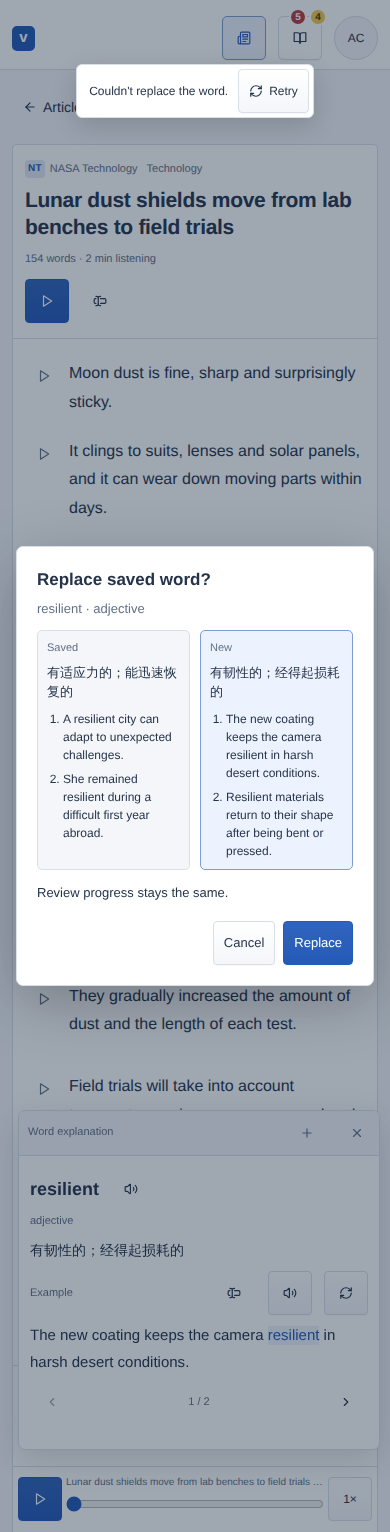 v
5
4
AC
Couldn't replace the word.
Retry
NT NASA Technology Technology
Lunar dust shields move from lab
benches to field trials
154 words · 2 min listening
Moon dust is fine, sharp and surprisingly
sticky.
It clings to suits, lenses and solar panels,
and it can wear down moving parts within
days.
Replace saved word?
resilient · adjective
Saved
有适应力的；能迅速恢
复的
1. A resilient city can
adapt to unexpected
challenges.
2. She remained
resilient during a
difficult first year
abroad.
New
有韧性的；经得起损耗
的
1. The new coating
keeps the camera
resilient in harsh
desert conditions.
2. Resilient materials
return to their shape
after being bent or
pressed.
Review progress stays the same.
Cancel
Replace
They gradually increased the amount of
dust and the length of each test.
Field trials will take into account
Word explanation
resilient
adjective
有韧性的；经得起损耗的
Example
The new coating keeps the camera resilient in
harsh desert conditions.
1 / 2
Lunar dust shields move from lab benches to field trials ...
1×